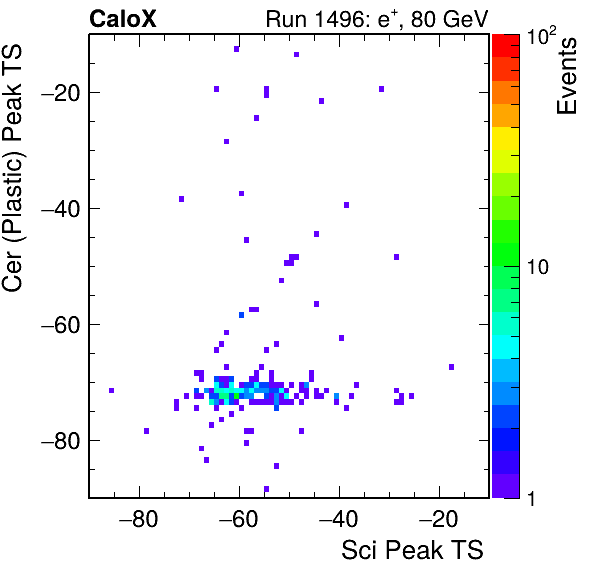 CaloX Run 1496: e⁺, 80 GeV
Cer (Plastic) Peak TS
−20
−40
−60
−80
−80 −60 −40 −20
Sci Peak TS
10²
10
1
Events